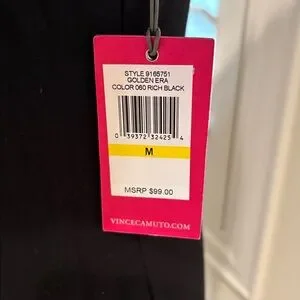 STYLE 9165751
GOLDEN ERA
COLOR 060 RICH BLACK
0 39372 32425 4
M
MSRP $99.00
VINCECAMUTO.COM